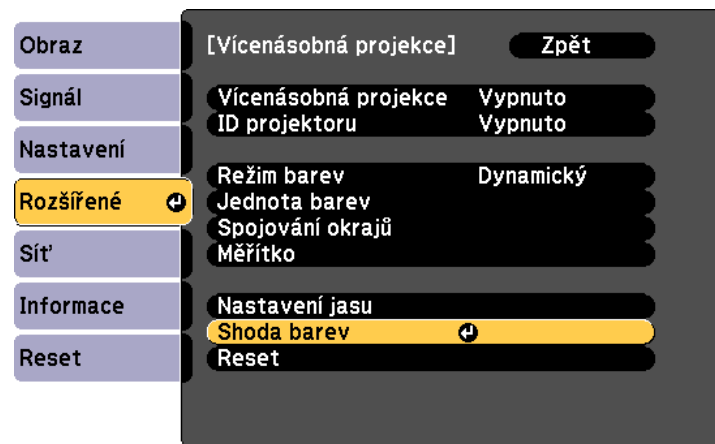 Obraz
Signál
Nastavení
Rozšířené
Síť
Informace
Reset
[Vícenásobná projekce] Zpět
Vícenásobná projekce Vypnuto
ID projektoru Vypnuto
Režim barev Dynamický
Jednota barev
Spojování okrajů
Měřítko
Nastavení jasu
Shoda barev
Reset